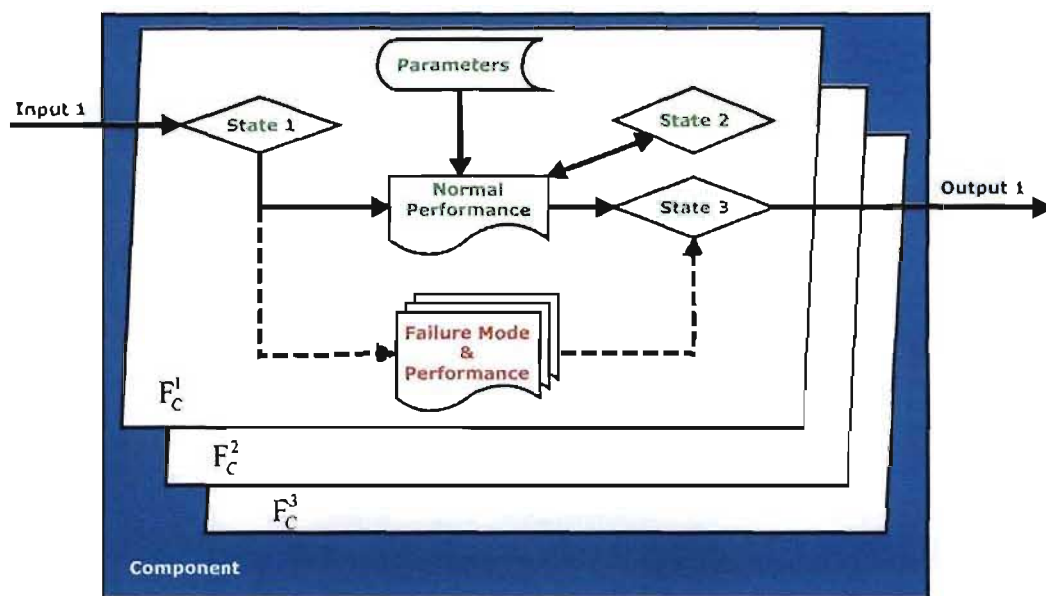 Parameters
Input 1
State 1
State 2
Normal
Performance
State 3
Output 1
Failure Mode
&
Performance
F_C^1
F_C^2
F_C^3
Component